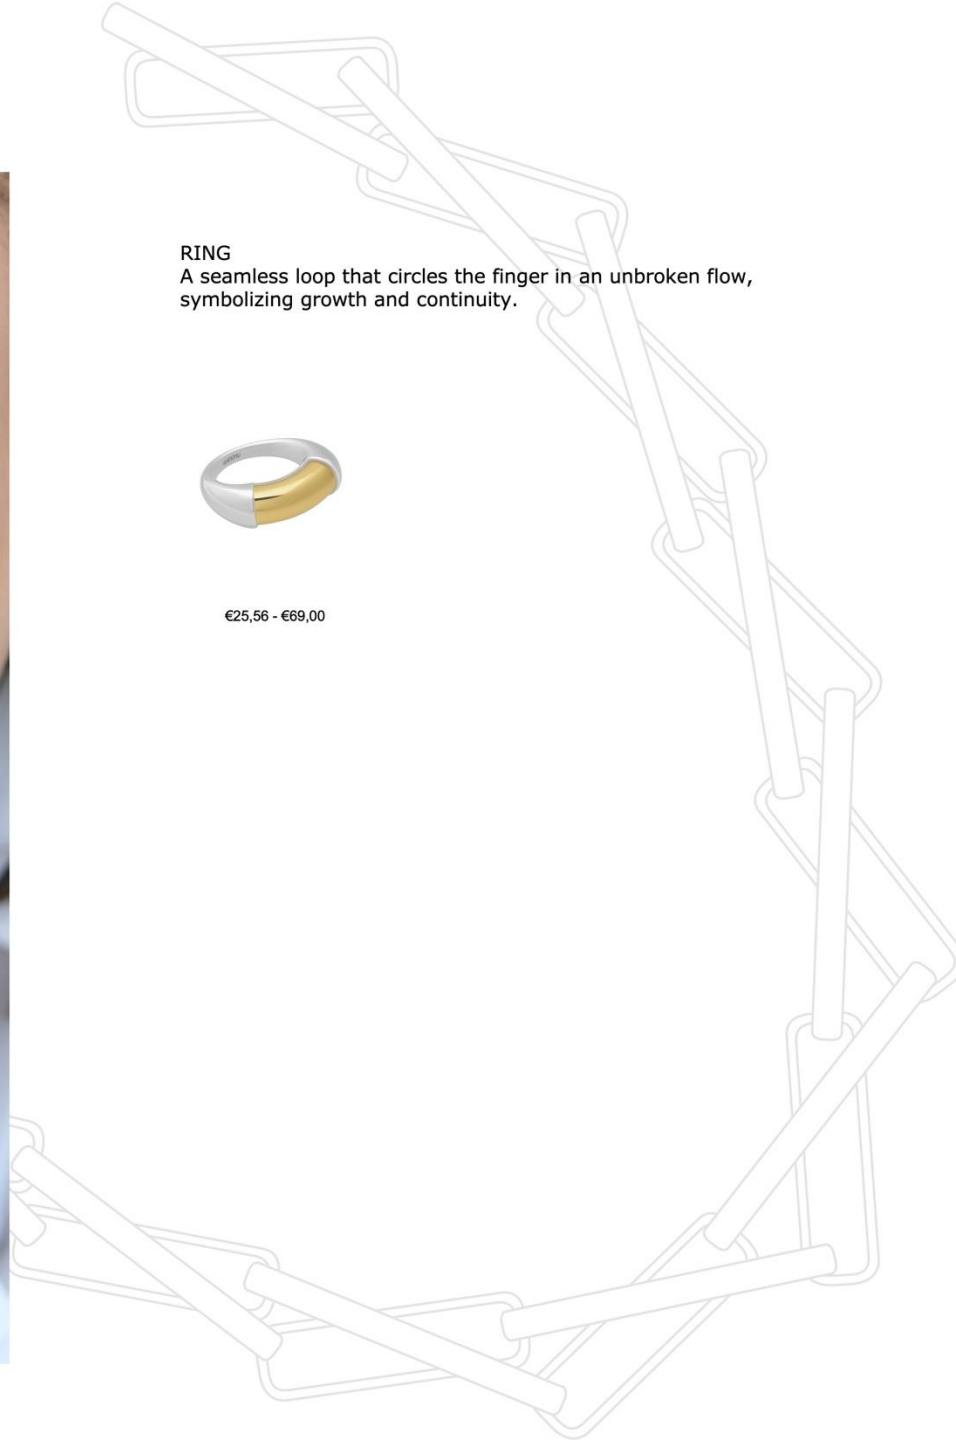 RING
A seamless loop that circles the finger in an unbroken flow,
symbolizing growth and continuity.
€25,56 - €69,00